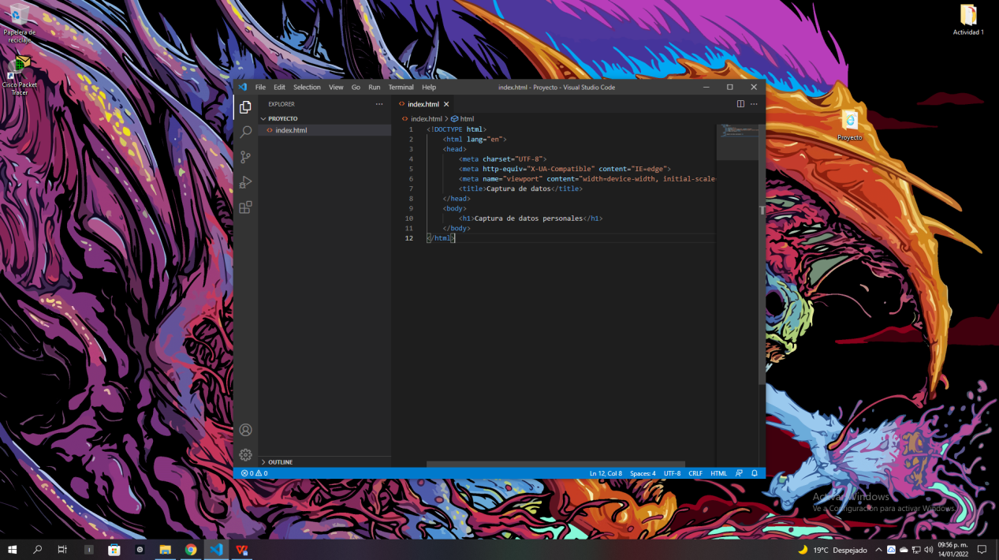 Papelera de
reciclaje
Cisco Packet
Tracer
Actividad 1
Proyecto
File Edit Selection View Go Run Terminal Help
index.html - Proyecto - Visual Studio Code
EXPLORER
PROYECTO
index.html
OUTLINE
index.html
index.html > html
1 <!DOCTYPE html>
2 <html lang="en">
3 <head>
4 <meta charset="UTF-8">
5 <meta http-equiv="X-UA-Compatible" content="IE=edge">
6 <meta name="viewport" content="width=device-width, initial-scale=
7 <title>Captura de datos</title>
8 </head>
9 <body>
10 <h1>Captura de datos personales</h1>
11 </body>
12 </html>
0 0
Ln 12, Col 8 Spaces: 4 UTF-8 CRLF HTML
Activar Windows
Ve a Configuración para activar Windows.
19°C Despejado
09:56 p. m.
14/01/2022